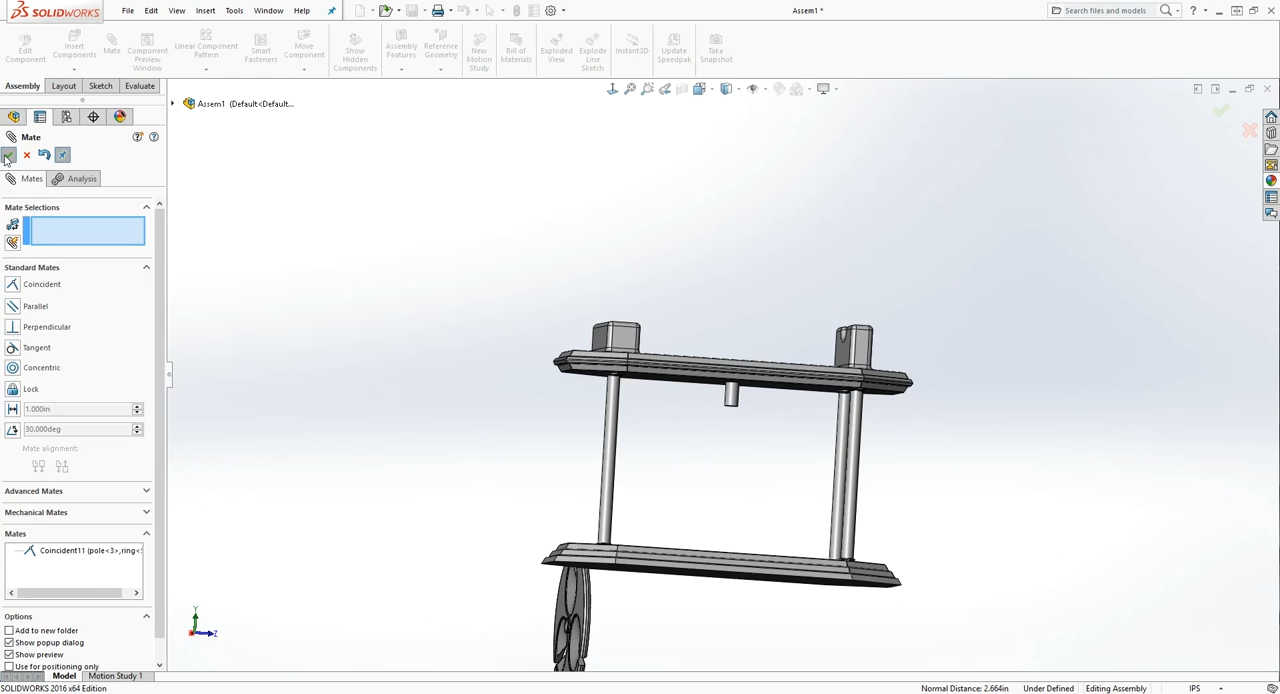 SOLIDWORKS File Edit View Insert Tools Window Help Assem1 * Search files and models
Edit Component
Insert Components
Mate
Component Preview Window
Linear Component Pattern
Smart Fasteners
Move Component
Show Hidden Components
Assembly Features
Reference Geometry
New Motion Study
Bill of Materials
Exploded View
Explode Line Sketch
Instant3D
Update Speedpak
Take Snapshot
Assembly Layout Sketch Evaluate
Assem1 (Default<Default...
Mate
Mates Analysis
Mate Selections
Standard Mates
Coincident
Parallel
Perpendicular
Tangent
Concentric
Lock
1.000in
30.000deg
Mate alignment:
Advanced Mates
Mechanical Mates
Mates
Coincident11 (pole<3>,ring<
Options
Add to new folder
Show popup dialog
Show preview
Use for positioning only
Y
Z
Model Motion Study 1
SOLIDWORKS 2016 x64 Edition Normal Distance: 2.664in Under Defined Editing Assembly IPS